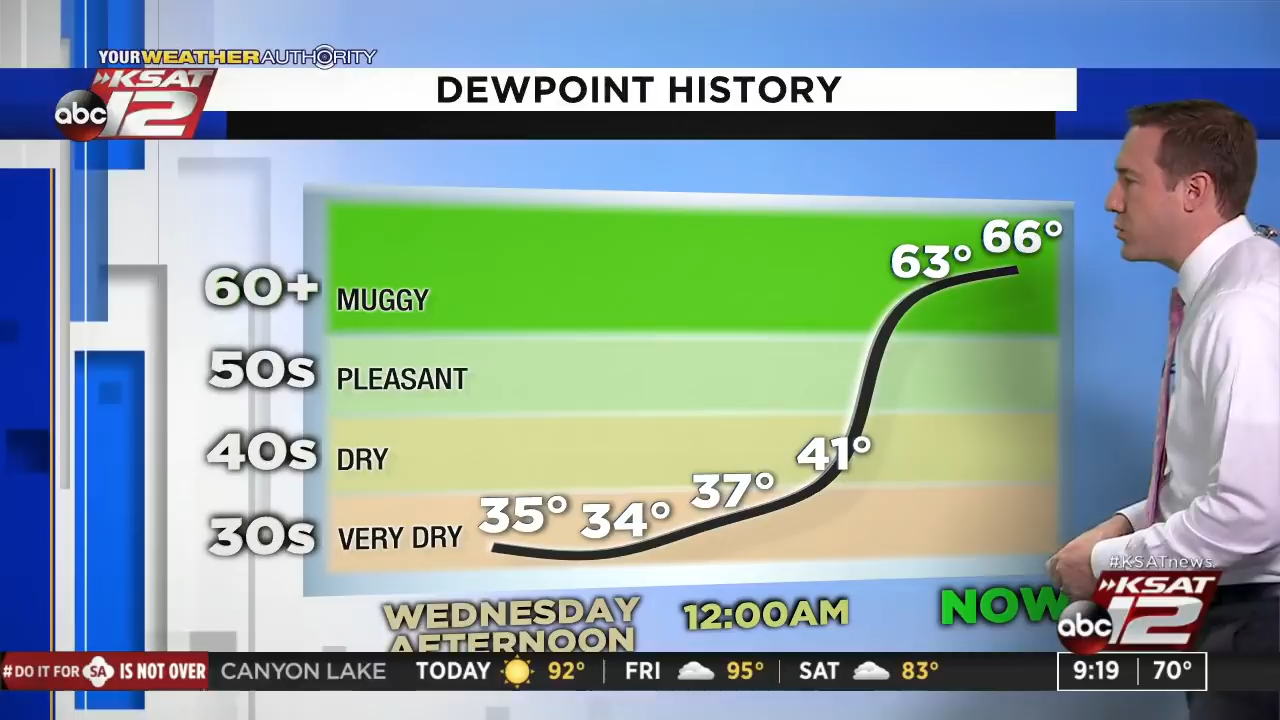 YOURWEATHERAUTHORITY
KSAT
abc 12
DEWPOINT HISTORY
66°
63°
60+ MUGGY
50s PLEASANT
41°
40s DRY
37°
35° 34°
30s VERY DRY
#KSATnews
KSAT
abc 12
WEDNESDAY
AFTERNOON
12:00AM
NOW
#DO IT FOR SA IS NOT OVER
CANYON LAKE TODAY 92° FRI 95° SAT 83°
9:19 70°